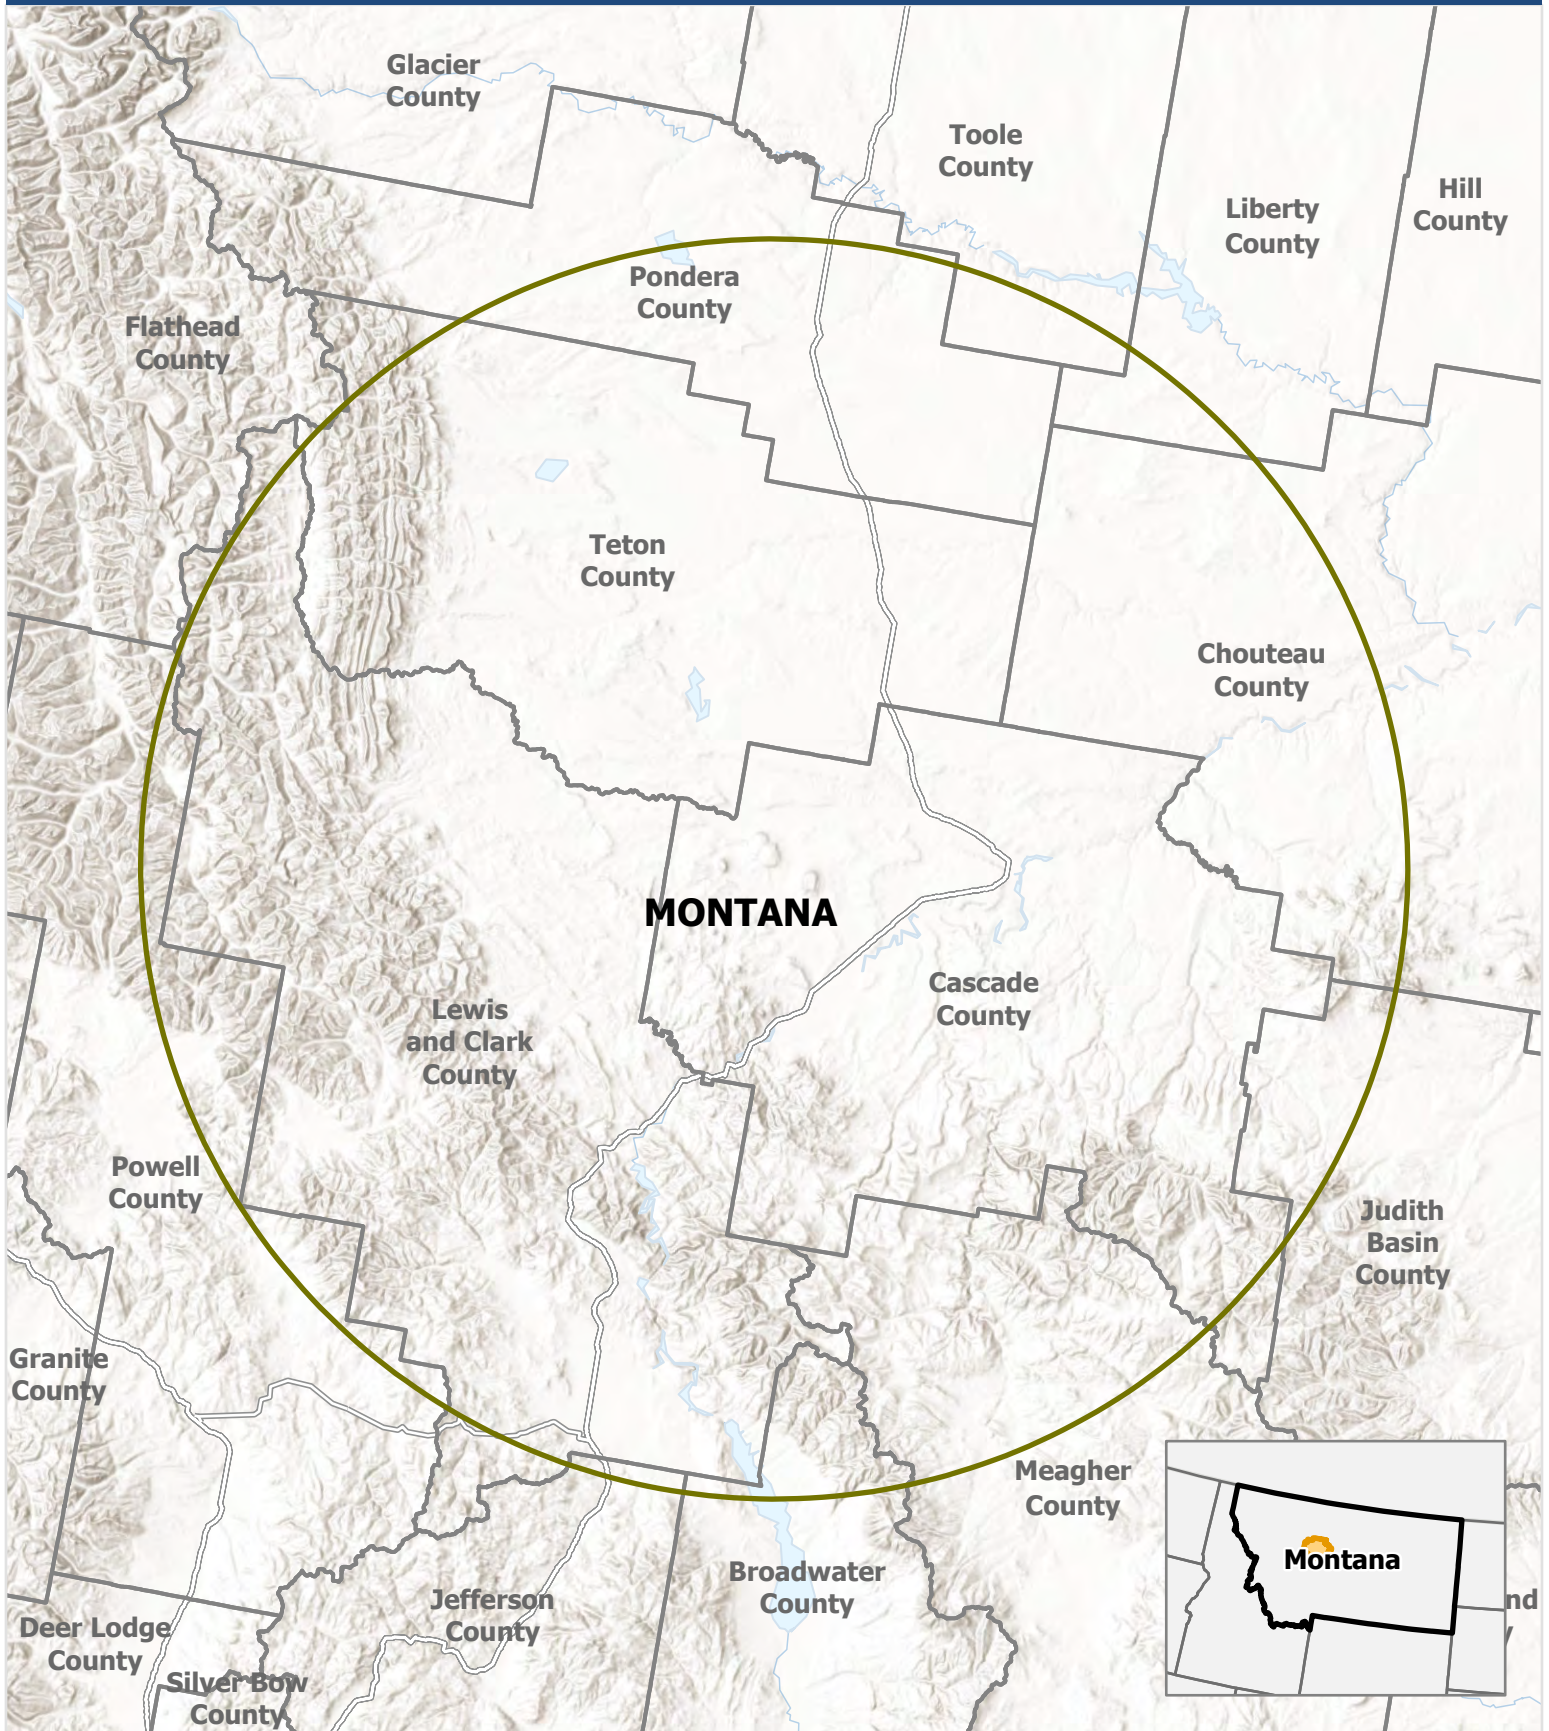 Glacier
County
Toole
County
Hill
County
Liberty
County
Pondera
County
Flathead
County
Teton
County
Chouteau
County
MONTANA
Cascade
County
Lewis
and Clark
County
Powell
County
Judith
Basin
County
Granite
County
Meagher
County
Montana
Broadwater
County
Jefferson
County
nd
Deer Lodge
County
Silver Bow
County